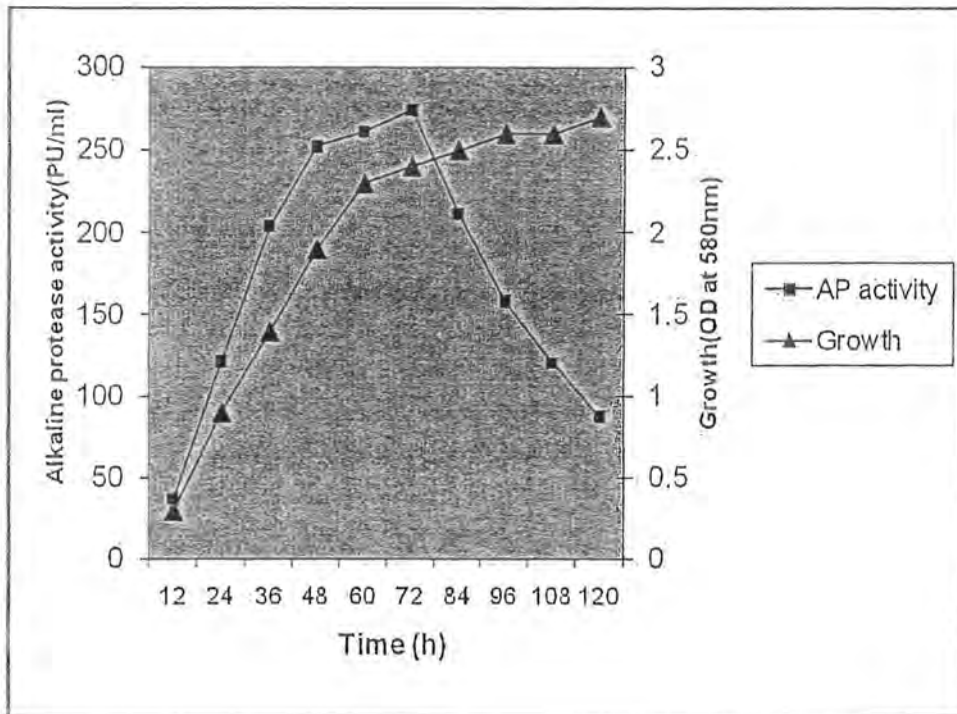 Alkaline protease activity(PU/ml)
300
250
200
150
100
50
0
3
2.5
2
1.5
1
0.5
0
Growth(OD at 580nm)
12 24 36 48 60 72 84 96 108 120
Time (h)
AP activity
Growth